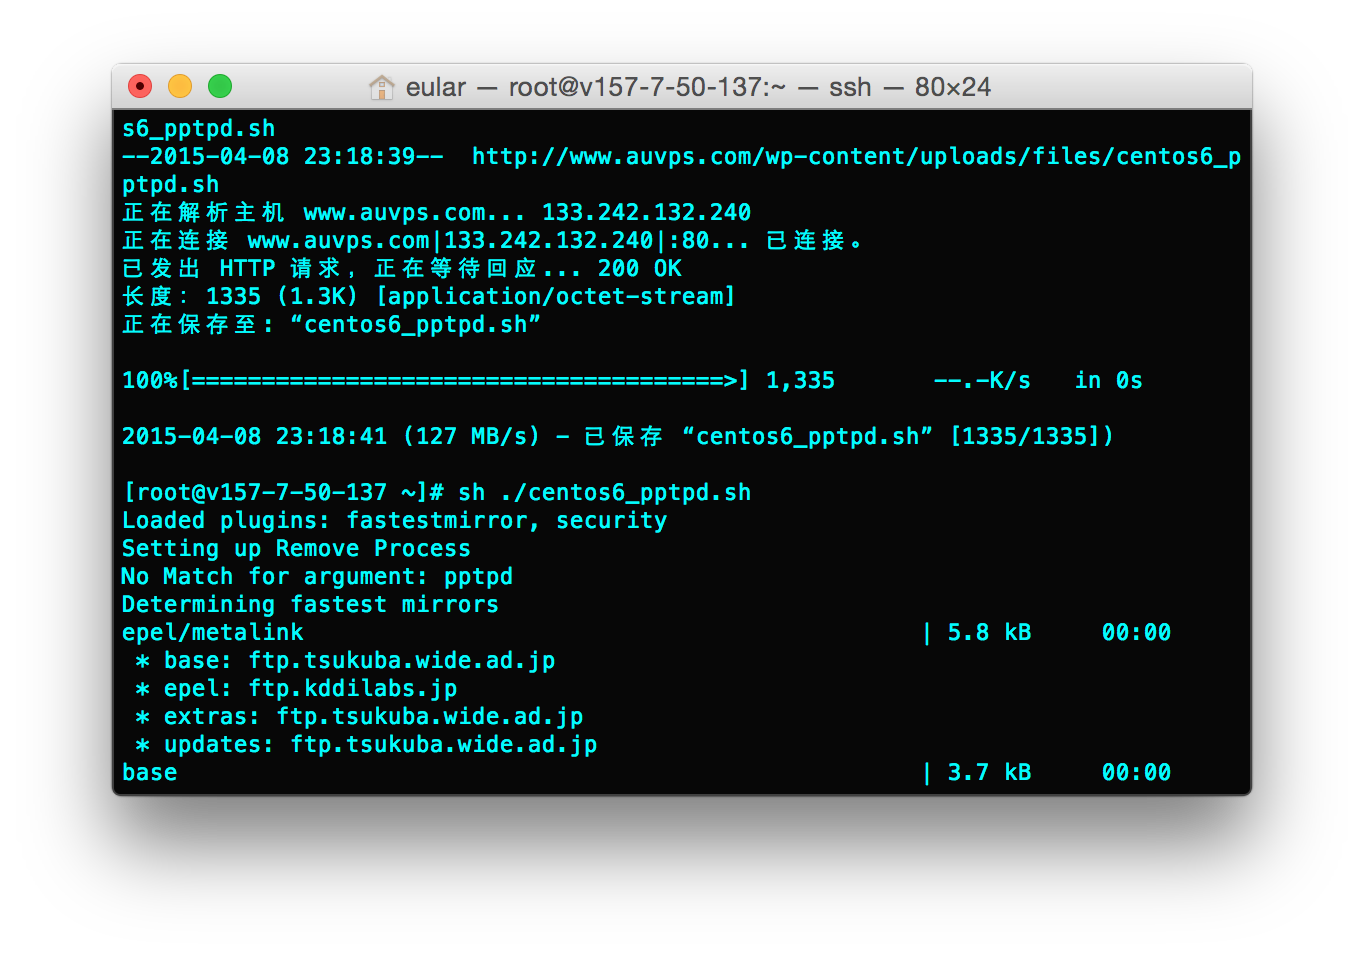 eular — root@v157-7-50-137:~ — ssh — 80×24
s6_pptpd.sh
--2015-04-08 23:18:39--  http://www.auvps.com/wp-content/uploads/files/centos6_p
ptpd.sh
正在解析主机 www.auvps.com... 133.242.132.240
正在连接 www.auvps.com|133.242.132.240|:80... 已连接。
已发出 HTTP 请求，正在等待回应... 200 OK
长度：1335 (1.3K) [application/octet-stream]
正在保存至: “centos6_pptpd.sh”
100%[======================================>] 1,335       --.-K/s   in 0s
2015-04-08 23:18:41 (127 MB/s) - 已保存 “centos6_pptpd.sh” [1335/1335])
[root@v157-7-50-137 ~]# sh ./centos6_pptpd.sh
Loaded plugins: fastestmirror, security
Setting up Remove Process
No Match for argument: pptpd
Determining fastest mirrors
epel/metalink                                            | 5.8 kB     00:00
 * base: ftp.tsukuba.wide.ad.jp
 * epel: ftp.kddilabs.jp
 * extras: ftp.tsukuba.wide.ad.jp
 * updates: ftp.tsukuba.wide.ad.jp
base                                                     | 3.7 kB     00:00